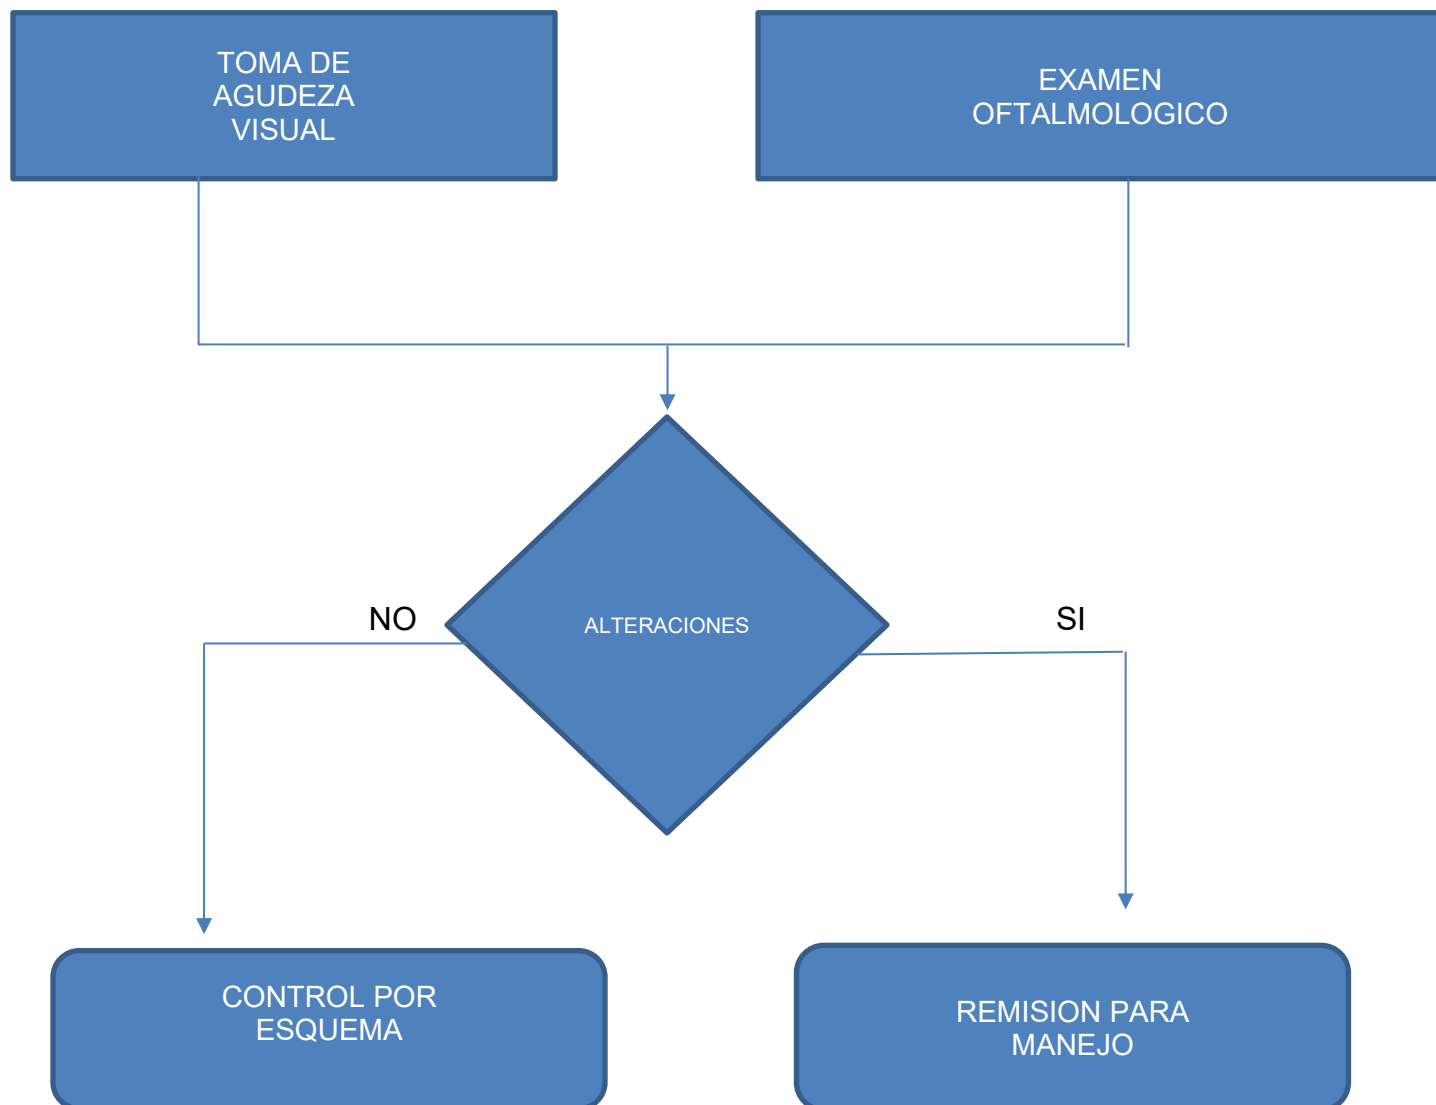 TOMA DE
AGUDEZA
VISUAL
EXAMEN
OFTALMOLOGICO
NO
ALTERACIONES
SI
CONTROL POR
ESQUEMA
REMISION PARA
MANEJO